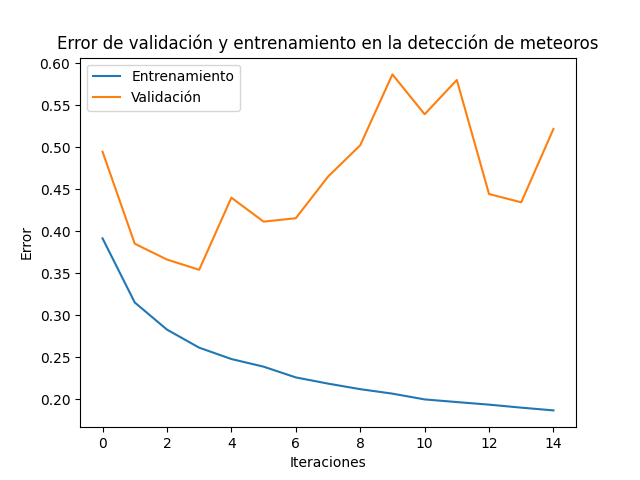 Error de validación y entrenamiento en la detección de meteoros
Entrenamiento
Validación
0.60
0.55
0.50
0.45
0.40
0.35
0.30
0.25
0.20
Error
0 2 4 6 8 10 12 14
Iteraciones